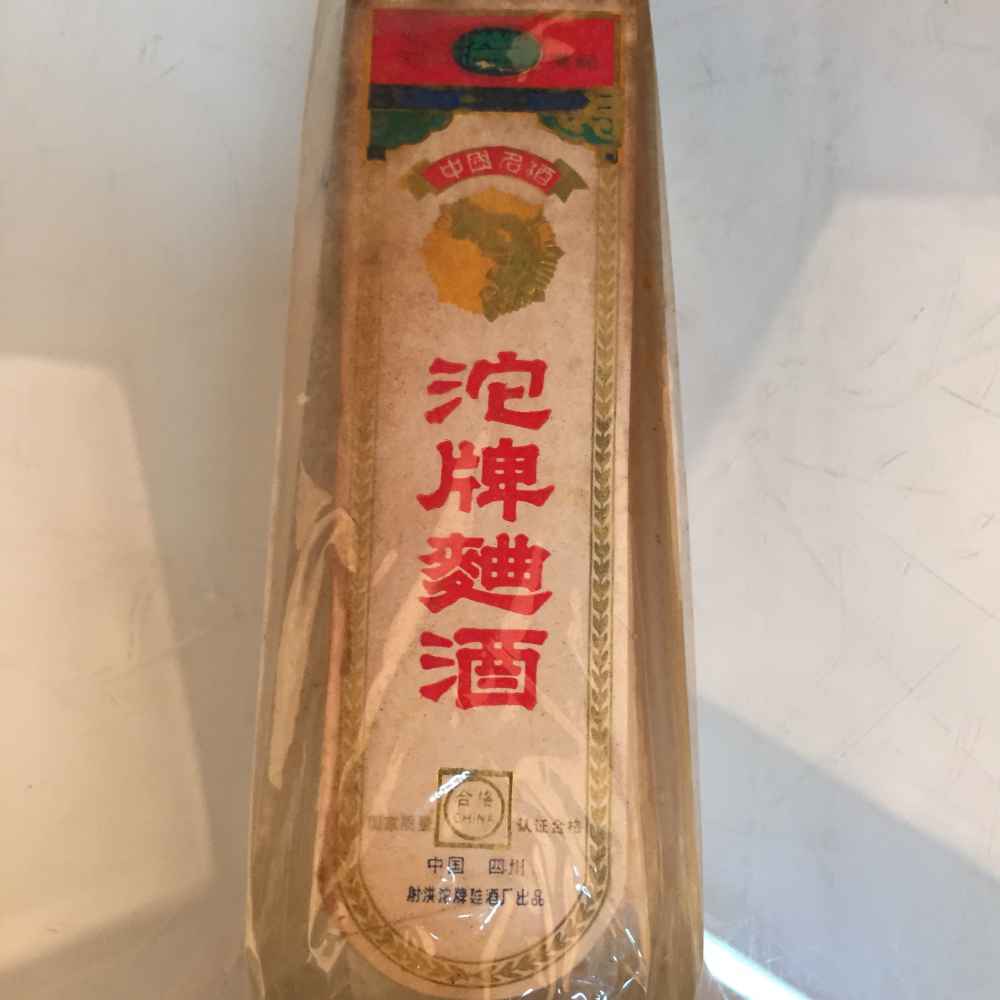 中国名酒
沱牌麯酒
合格
CHINA
国家质量 认证合格
中国 四川
射洪沱牌麯酒厂出品